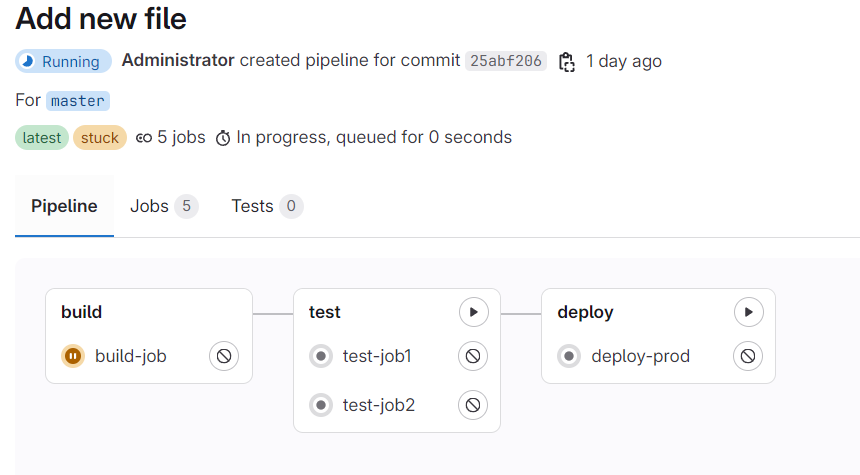 Add new file
Running Administrator created pipeline for commit 25abf206 1 day ago
For master
latest stuck 5 jobs In progress, queued for 0 seconds
Pipeline Jobs 5 Tests 0
build test deploy
build-job test-job1 deploy-prod
test-job2